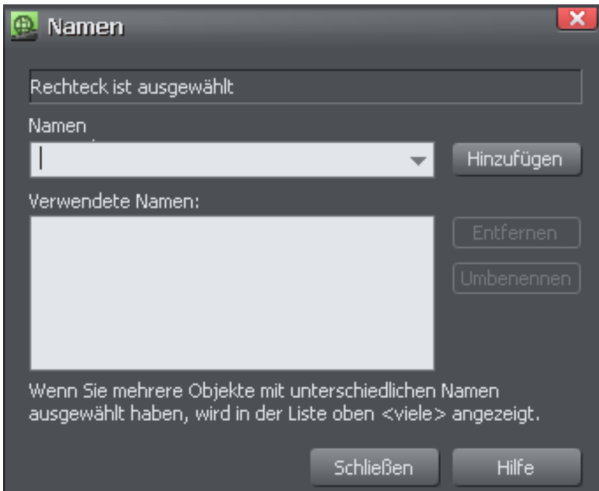 Namen
Rechteck ist ausgewählt
Namen
Hinzufügen
Verwendete Namen:
Entfernen
Umbenennen
Wenn Sie mehrere Objekte mit unterschiedlichen Namen
ausgewählt haben, wird in der Liste oben <viele> angezeigt.
Schließen
Hilfe